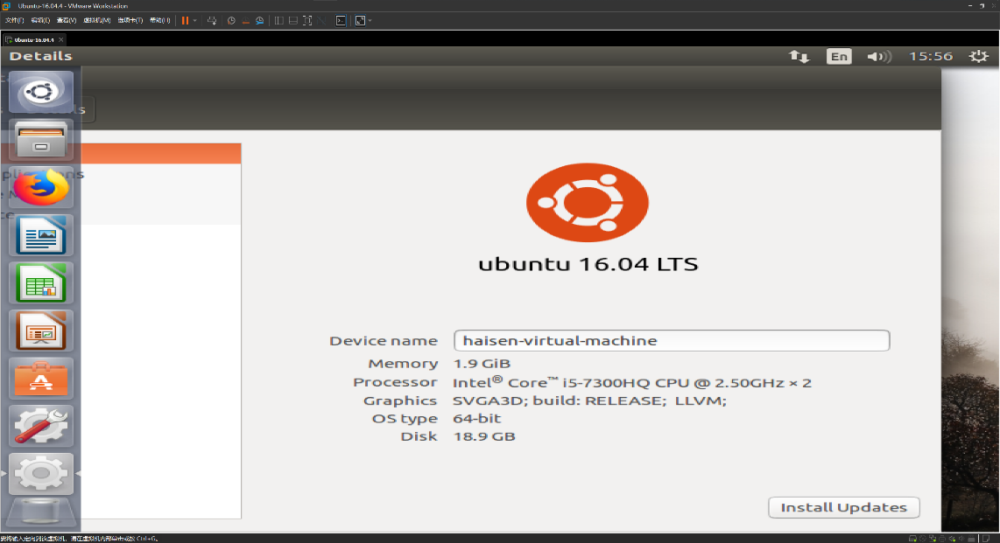 Ubuntu-16.04.4 - VMware Workstation
文件(F) 编辑(E) 查看(V) 虚拟机(M) 选项卡(T) 帮助(H)
Ubuntu-16.04.4
Details
En
15:56
ubuntu 16.04 LTS
Device name haisen-virtual-machine
Memory 1.9 GiB
Processor Intel® Core™ i5-7300HQ CPU @ 2.50GHz × 2
Graphics SVGA3D; build: RELEASE; LLVM;
OS type 64-bit
Disk 18.9 GB
Install Updates
要将输入定向到该虚拟机，请在虚拟机内部单击或按 Ctrl+G。